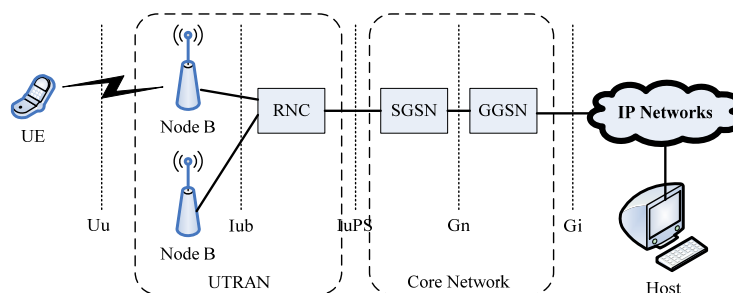 UE
Node B
Node B
RNC
SGSN
GGSN
IP Networks
Uu
Iub
IuPS
Gn
Gi
UTRAN
Core Network
Host